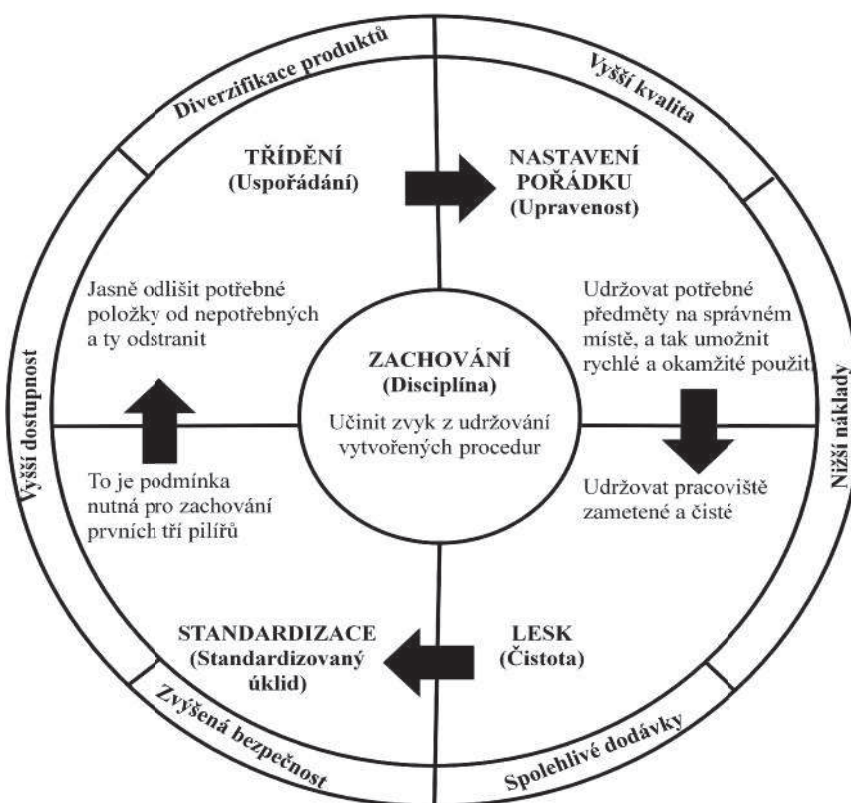 Diverzifikace produktů
Vyšší kvalita
TŘÍDĚNÍ
(Uspořádání)
NASTAVENÍ
POŘÁDKU
(Upravenost)
Jasně odlišit potřebné
položky od nepotřebných
a ty odstranit
Udržovat potřebné
předměty na správném
místě, a tak umožnit
rychlé a okamžité použit
ZACHOVÁNÍ
(Disciplína)
Učinit zvyk z udržování
vytvořených procedur
Vyšší dostupnost
Nižší náklady
To je podmínka
nutná pro zachování
prvních tří pilířů
Udržovat pracoviště
zametené a čisté
STANDARDIZACE
(Standardizovaný
úklid)
LESK
(Čistota)
Zvýšená bezpečnost
Spolehlivé dodávky